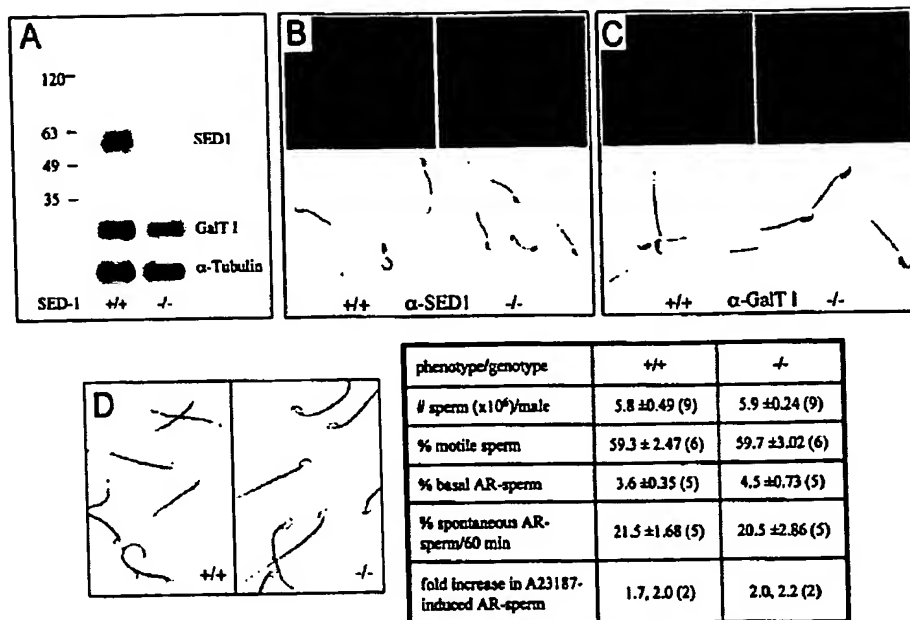 A
120
63
49
35
SED1
GalT I
α-Tubulin
SED-1 +/+ -/-
B
+/+ α-SED1 -/-
C
+/+ α-GalT I -/-
D
+/+
-/-
phenotype/genotype +/+ -/-
# sperm (x10⁶)/male 5.8 ±0.49 (9) 5.9 ±0.24 (9)
% motile sperm 59.3 ± 2.47 (6) 59.7 ±3.02 (6)
% basal AR-sperm 3.6 ±0.35 (5) 4.5 ±0.73 (5)
% spontaneous AR-
sperm/60 min 21.5 ±1.68 (5) 20.5 ±2.86 (5)
fold increase in A23187-
induced AR-sperm 1.7, 2.0 (2) 2.0, 2.2 (2)